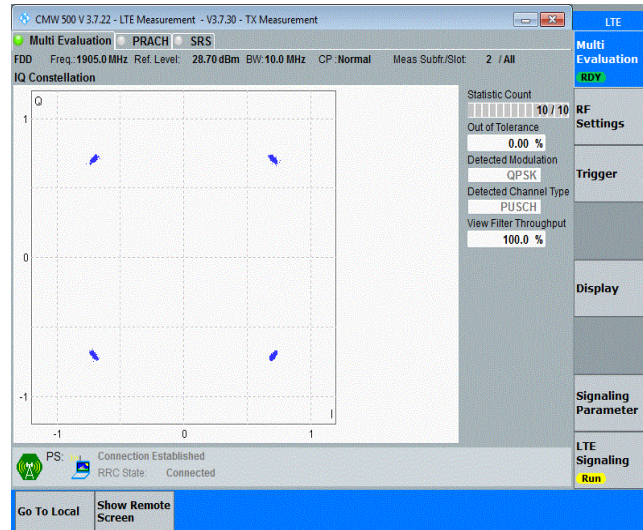 CMW 500 V 3.7.22 - LTE Measurement - V3.7.30 - TX Measurement
LTE
Multi Evaluation PRACH SRS
Multi
Evaluation
RDY
FDD Freq.:1905.0 MHz Ref. Level: 28.70 dBm BW:10.0 MHz CP :Normal Meas Subfr./Slot: 2 / All
IQ Constellation
Statistic Count
10 / 10
Out of Tolerance
0.00 %
Detected Modulation
QPSK
Detected Channel Type
PUSCH
View Filter Throughput
100.0 %
RF
Settings
Trigger
Display
Signaling
Parameter
LTE
Signaling
Run
Q
1
0
-1
I
-1 0 1
PS: Connection Established
RRC State: Connected
Go To Local
Show Remote
Screen